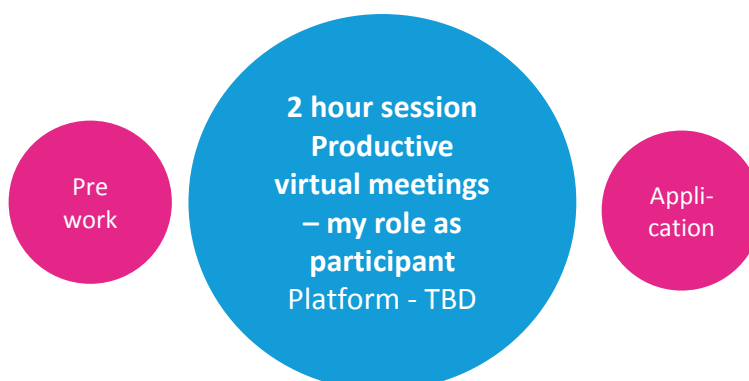 Pre
work
2 hour session
Productive
virtual meetings
– my role as
participant
Platform - TBD
Appli-
cation